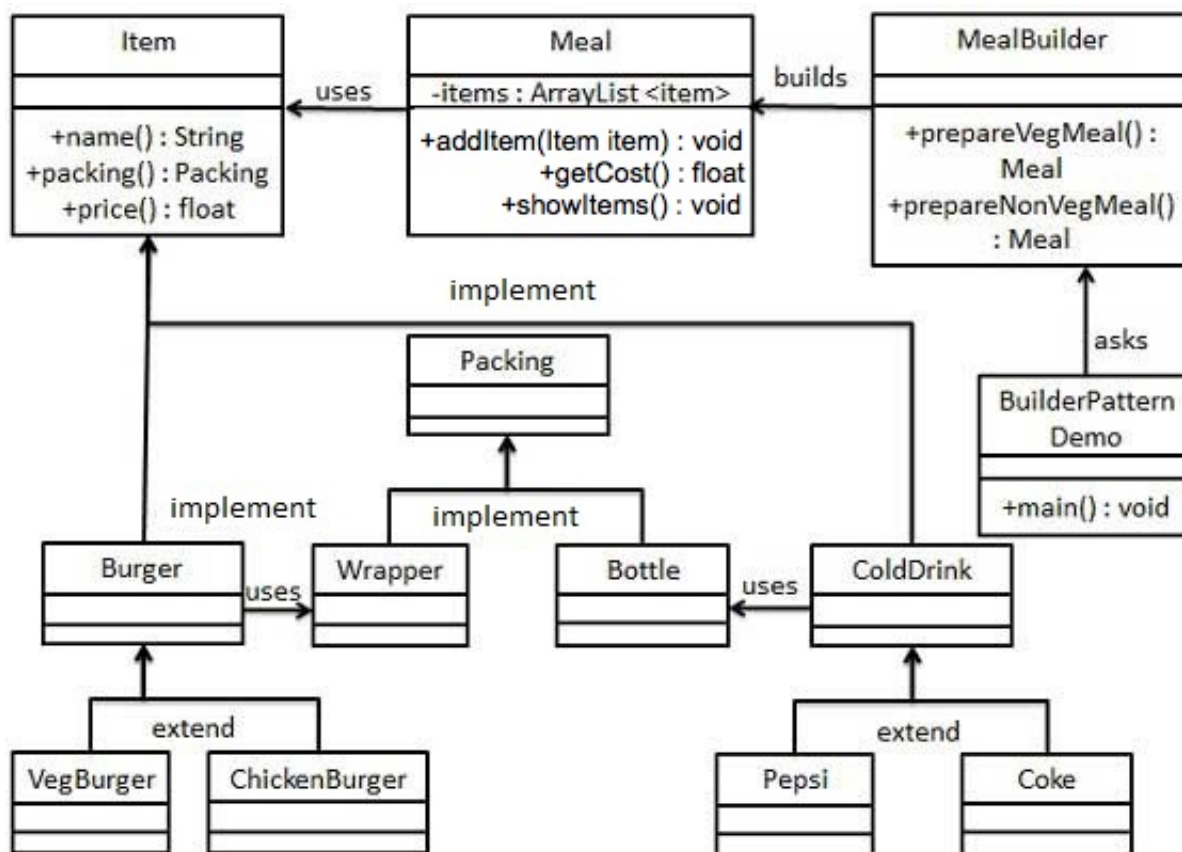 Item
+name() : String
+packing() : Packing
+price() : float
uses
Meal
-items : ArrayList <item>
+addItem(Item item) : void
+getCost() : float
+showItems() : void
builds
MealBuilder
+prepareVegMeal() :
Meal
+prepareNonVegMeal()
: Meal
implement
asks
Packing
BuilderPattern
Demo
+main() : void
implement
implement
Burger
uses
Wrapper
Bottle
uses
ColdDrink
extend
extend
VegBurger
ChickenBurger
Pepsi
Coke